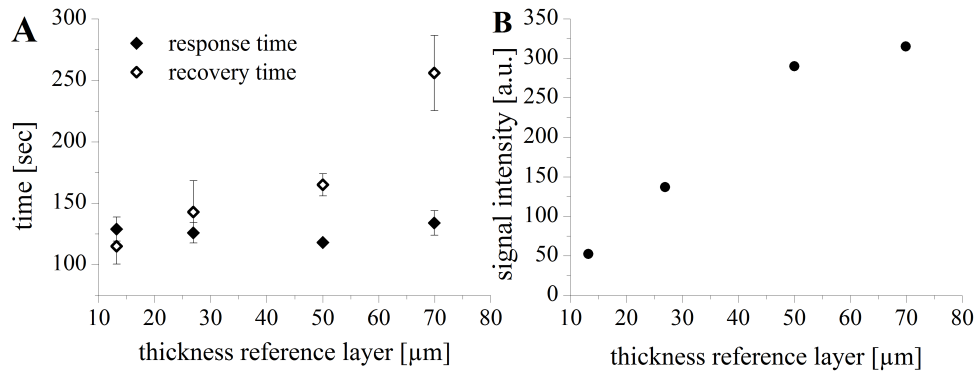 A
300
250
200
150
100
time [sec]
response time
recovery time
10 20 30 40 50 60 70 80
thickness reference layer [µm]
B
350
300
250
200
150
100
50
0
signal intensity [a.u.]
10 20 30 40 50 60 70 80
thickness reference layer [µm]